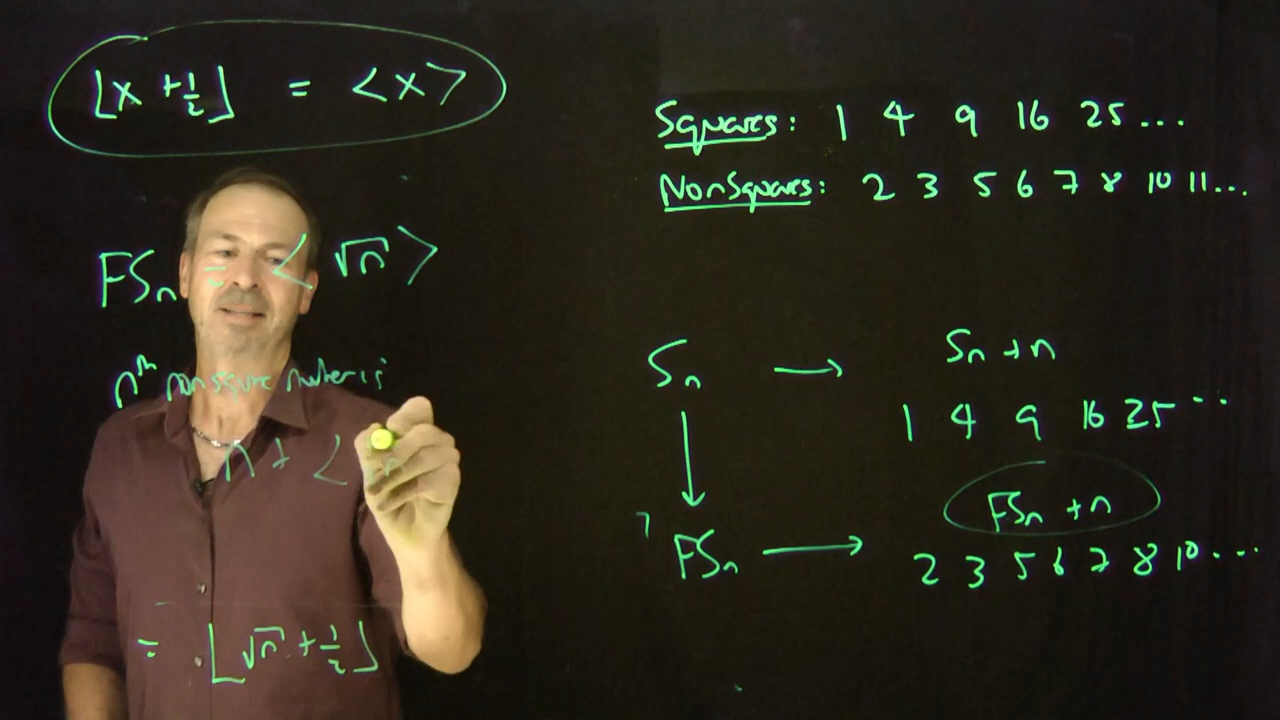 ⌊x + 1/2⌋ = <x>
FSₙ = <√n>
nᵗʰ nonsquare number is
n + <
= ⌊√n + 1/2⌋
Squares: 1 4 9 16 25 ...
NonSquares: 2 3 5 6 7 8 10 11...
Sₙ → Sₙ + n
1 4 9 16 25 ...
↓
FSₙ → FSₙ + n
2 3 5 6 7 8 10 ...